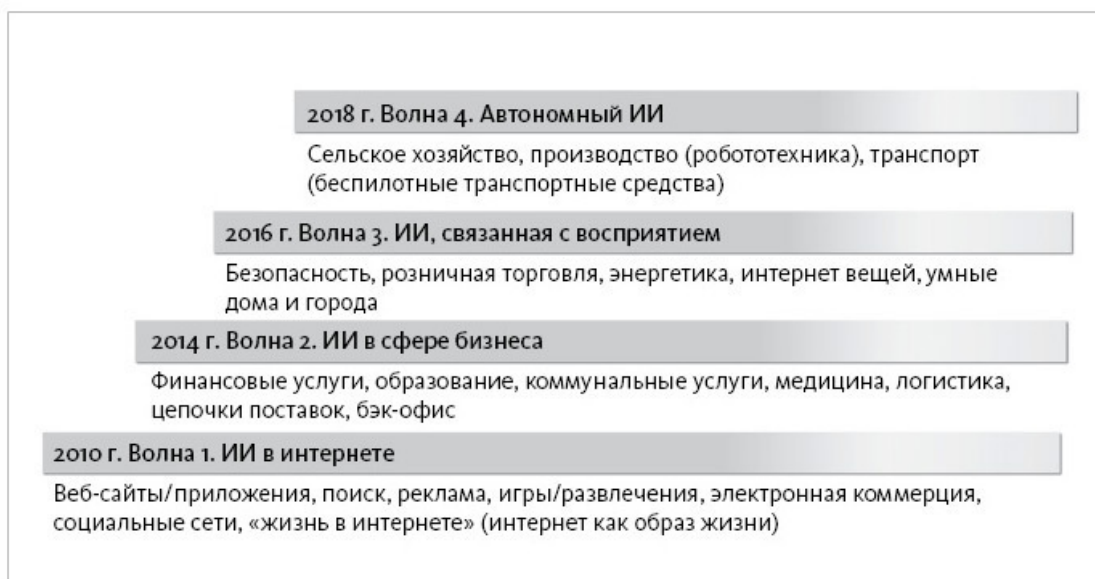 2018 г. Волна 4. Автономный ИИ
Сельское хозяйство, производство (робототехника), транспорт
(беспилотные транспортные средства)
2016 г. Волна 3. ИИ, связанная с восприятием
Безопасность, розничная торговля, энергетика, интернет вещей, умные
дома и города
2014 г. Волна 2. ИИ в сфере бизнеса
Финансовые услуги, образование, коммунальные услуги, медицина, логистика,
цепочки поставок, бэк-офис
2010 г. Волна 1. ИИ в интернете
Веб-сайты/приложения, поиск, реклама, игры/развлечения, электронная коммерция,
социальные сети, «жизнь в интернете» (интернет как образ жизни)